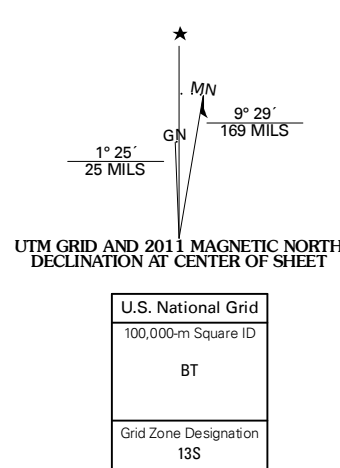 ★
MN
GN
9° 29´
169 MILS
1° 25´
25 MILS
UTM GRID AND 2011 MAGNETIC NORTH
DECLINATION AT CENTER OF SHEET
U.S. National Grid
100,000-m Square ID
BT
Grid Zone Designation
13S